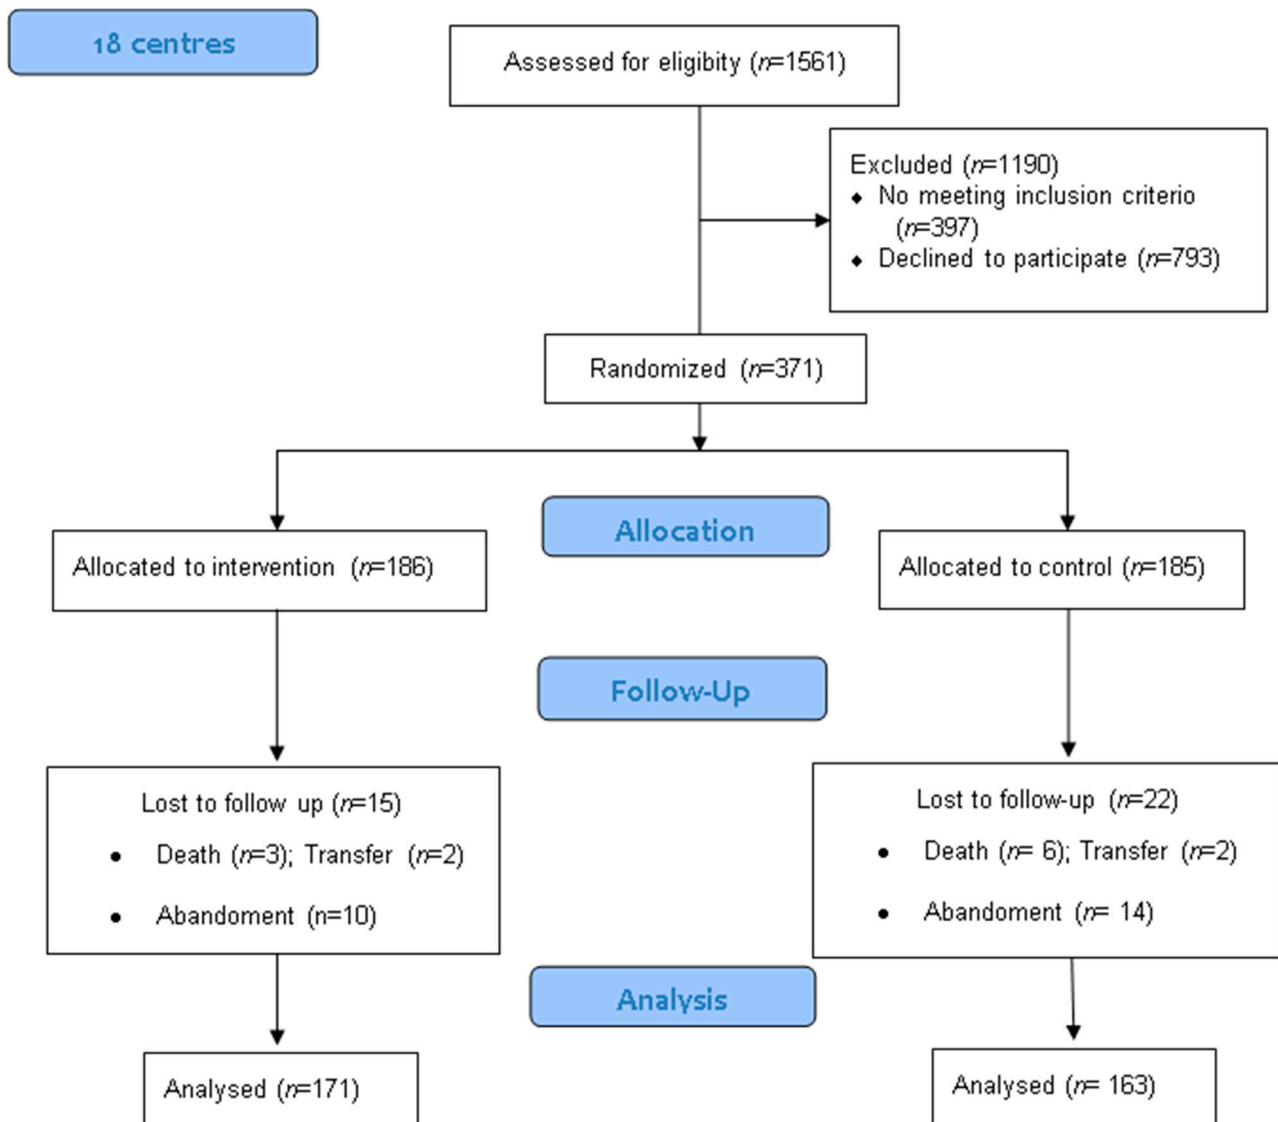 18 centres
Assessed for eligibity (n=1561)
Excluded (n=1190)
◆ No meeting inclusion criterio
(n=397)
◆ Declined to participate (n=793)
Randomized (n=371)
Allocation
Allocated to intervention (n=186)
Allocated to control (n=185)
Follow-Up
Lost to follow up (n=15)
• Death (n=3); Transfer (n=2)
• Abandoment (n=10)
Lost to follow-up (n=22)
• Death (n= 6); Transfer (n=2)
• Abandoment (n= 14)
Analysis
Analysed (n=171)
Analysed (n= 163)